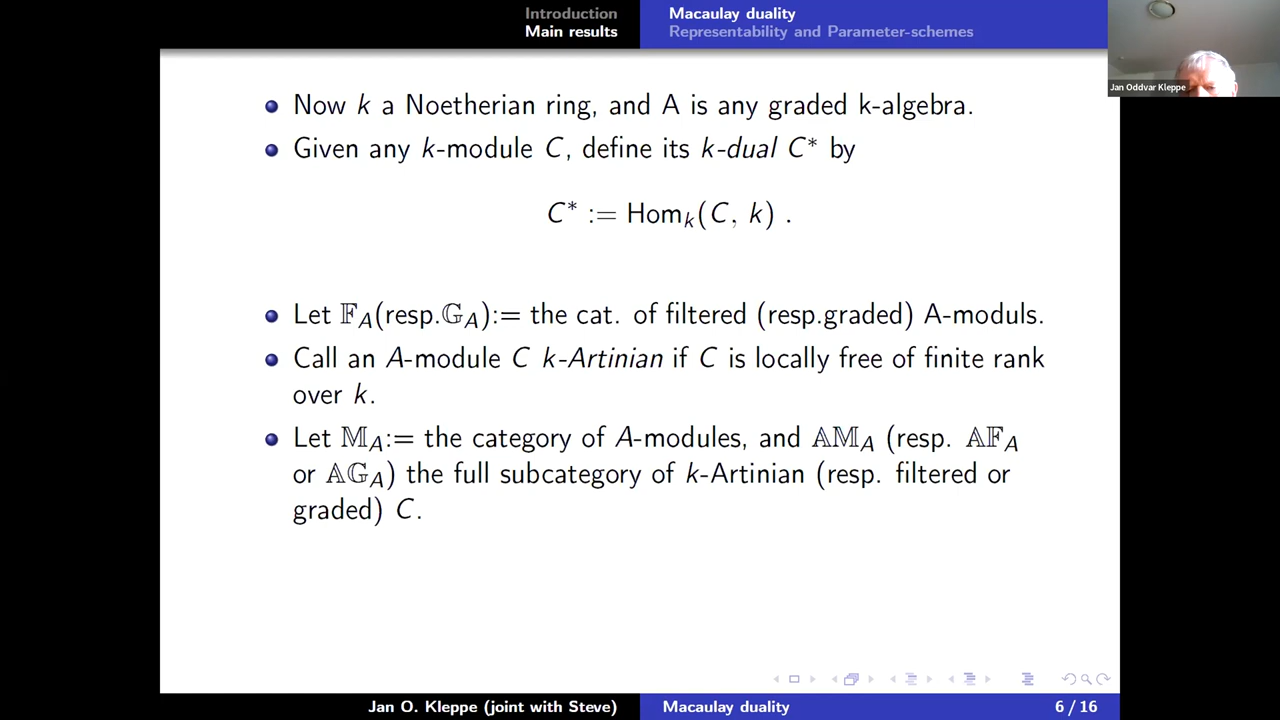 Introduction
Main results
Macaulay duality
Representability and Parameter-schemes
Jan Oddvar Kleppe
Now k a Noetherian ring, and A is any graded k-algebra.
Given any k-module C, define its k-dual C* by
C* := Hom_k(C, k) .
Let 𝔽_A(resp.𝔾_A):= the cat. of filtered (resp.graded) A-moduls.
Call an A-module C k-Artinian if C is locally free of finite rank
over k.
Let 𝕄_A:= the category of A-modules, and 𝔸𝕄_A (resp. 𝔸𝔽_A
or 𝔸𝔾_A) the full subcategory of k-Artinian (resp. filtered or
graded) C.
Jan O. Kleppe (joint with Steve)
Macaulay duality
6 / 16